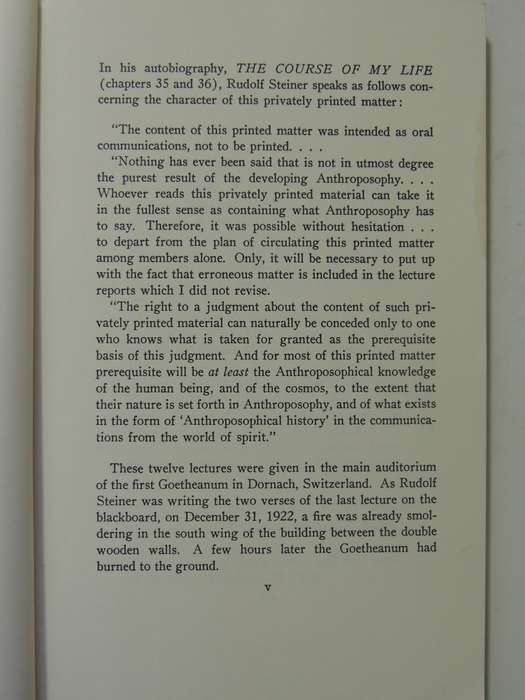 In his autobiography, THE COURSE OF MY LIFE
(chapters 35 and 36), Rudolf Steiner speaks as follows con-
cerning the character of this privately printed matter:
"The content of this printed matter was intended as oral
communications, not to be printed. . . .
"Nothing has ever been said that is not in utmost degree
the purest result of the developing Anthroposophy. . . .
Whoever reads this privately printed material can take it
in the fullest sense as containing what Anthroposophy has
to say. Therefore, it was possible without hesitation . . .
to depart from the plan of circulating this printed matter
among members alone. Only, it will be necessary to put up
with the fact that erroneous matter is included in the lecture
reports which I did not revise.
"The right to a judgment about the content of such pri-
vately printed material can naturally be conceded only to one
who knows what is taken for granted as the prerequisite
basis of this judgment. And for most of this printed matter
prerequisite will be at least the Anthroposophical knowledge
of the human being, and of the cosmos, to the extent that
their nature is set forth in Anthroposophy, and of what exists
in the form of 'Anthroposophical history' in the communica-
tions from the world of spirit."
These twelve lectures were given in the main auditorium
of the first Goetheanum in Dornach, Switzerland. As Rudolf
Steiner was writing the two verses of the last lecture on the
blackboard, on December 31, 1922, a fire was already smol-
dering in the south wing of the building between the double
wooden walls. A few hours later the Goetheanum had
burned to the ground.
v